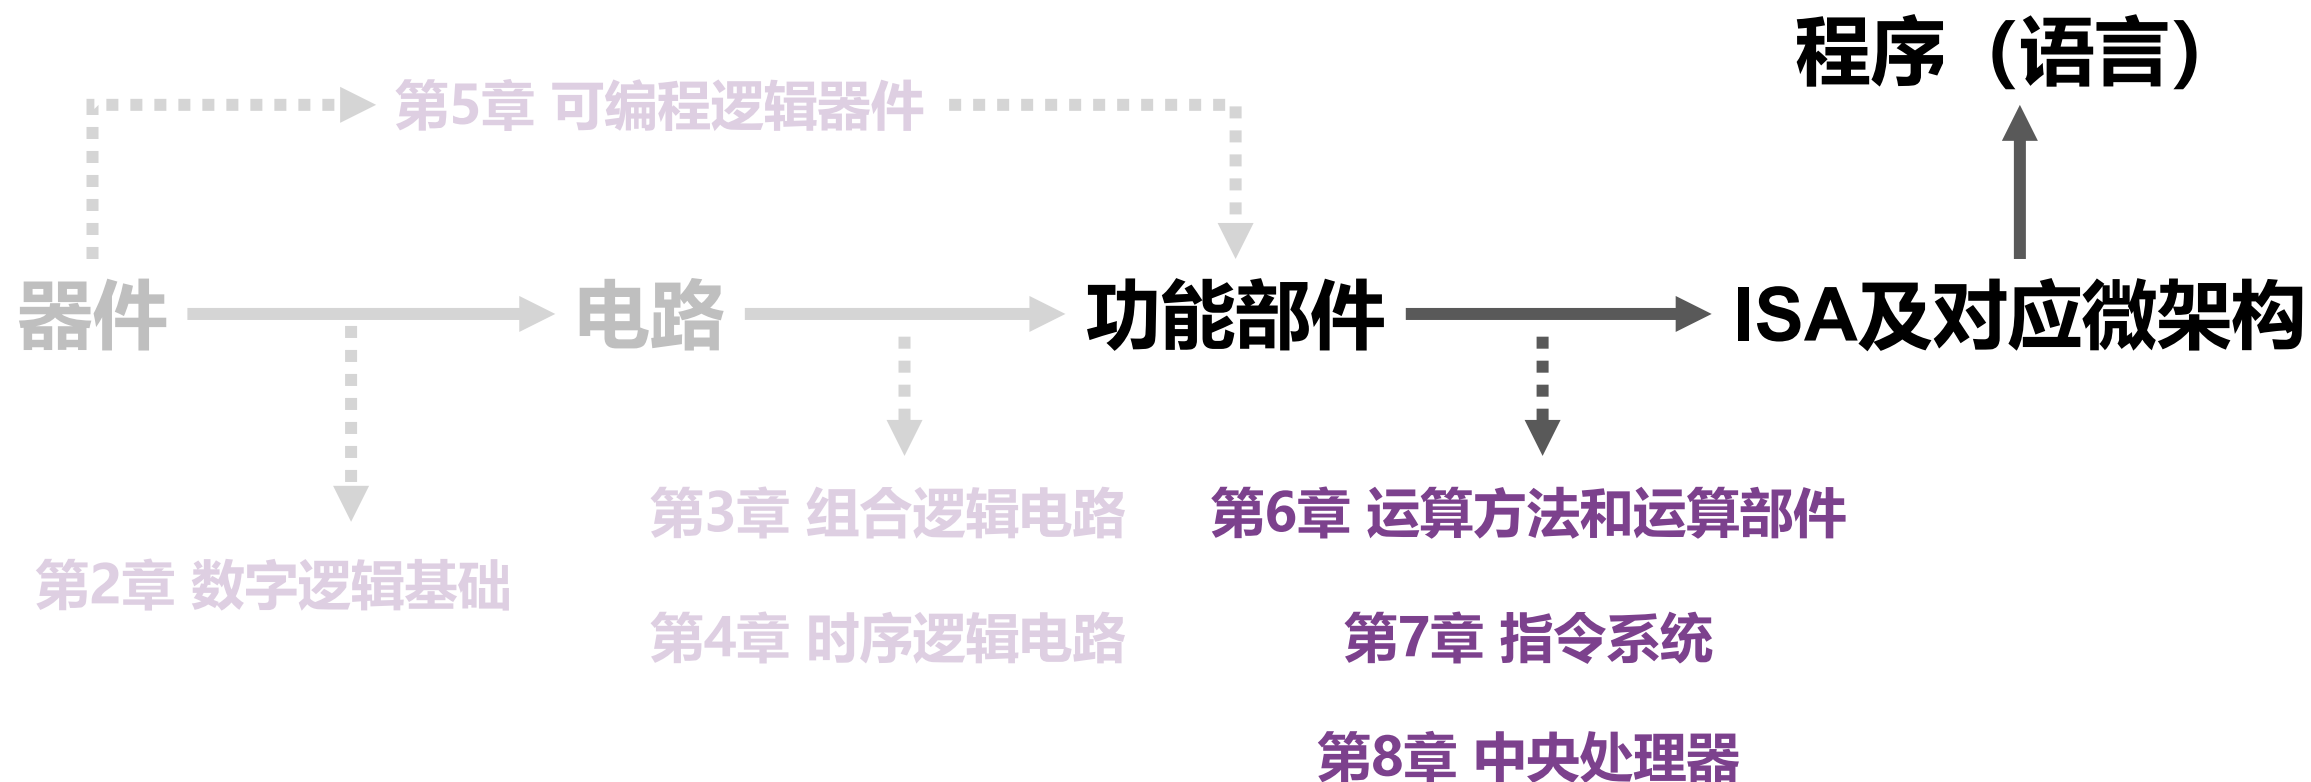 程序（语言）
第5章 可编程逻辑器件
器件
电路
功能部件
ISA及对应微架构
第2章 数字逻辑基础
第3章 组合逻辑电路
第4章 时序逻辑电路
第6章 运算方法和运算部件
第7章 指令系统
第8章 中央处理器